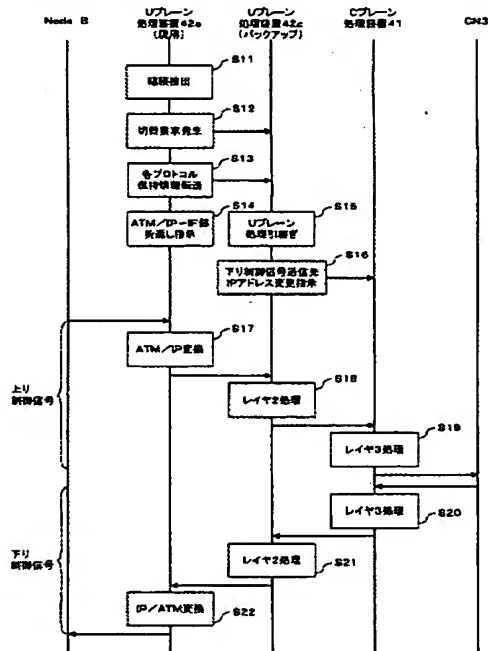 Node B
Uプレーン
処理装置42a
(現用)
Uプレーン
処理装置42c
(バックアップ)
Cプレーン
処理装置41
CN3
S11
S12
切替要求発生
S13
各プロトコル
保持情報転送
S14
ATM/IP-IF部
折返し指示
S15
Uプレーン
処理引継ぎ
S16
下り制御信号送信先
IPアドレス変更指示
S17
ATM/IP変換
S18
レイヤ2処理
S19
レイヤ3処理
上り
制御信号
S20
レイヤ3処理
S21
レイヤ2処理
S22
IP/ATM変換
下り
制御信号